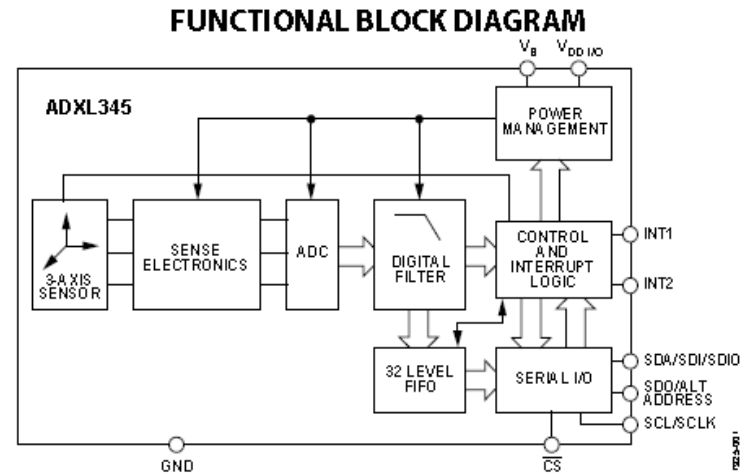 FUNCTIONAL BLOCK DIAGRAM
VS VDD I/O
ADXL345
POWER
MANAGEMENT
3-AXIS
SENSOR
SENSE
ELECTRONICS
ADC
DIGITAL
FILTER
CONTROL
AND
INTERRUPT
LOGIC
INT1
INT2
32 LEVEL
FIFO
SERIAL I/O
SDA/SDI/SDIO
SDO/ALT
ADDRESS
SCL/SCLK
GND
CS